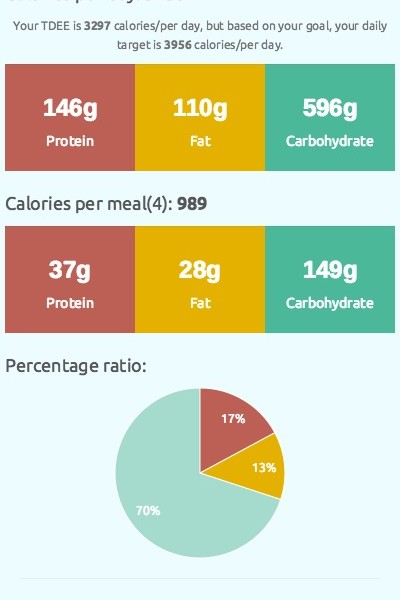 Your TDEE is 3297 calories/per day, but based on your goal, your daily
target is 3956 calories/per day.
146g 110g 596g
Protein Fat Carbohydrate
Calories per meal(4): 989
37g 28g 149g
Protein Fat Carbohydrate
Percentage ratio:
17%
13%
70%